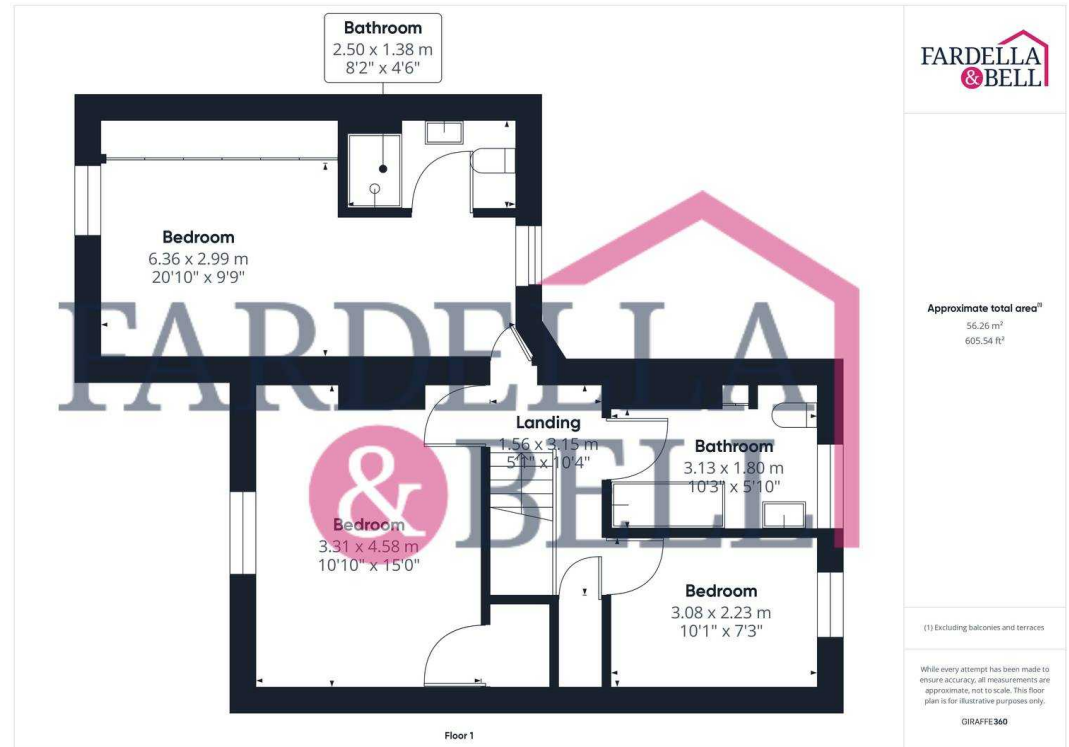 Bathroom
2.50 x 1.38 m
8'2" x 4'6"
Bedroom
6.36 x 2.99 m
20'10" x 9'9"
Landing
1.56 x 3.15 m
5'1" x 10'4"
Bathroom
3.13 x 1.80 m
10'3" x 5'10"
Bedroom
3.31 x 4.58 m
10'10" x 15'0"
Bedroom
3.08 x 2.23 m
10'1" x 7'3"
Floor 1
FARDELLA
& BELL
FARDELLA
&BELL
Approximate total area(1)
56.26 m²
605.54 ft²
(1) Excluding balconies and terraces
While every attempt has been made to
ensure accuracy, all measurements are
approximate, not to scale. This floor
plan is for illustrative purposes only.
GIRAFFE360